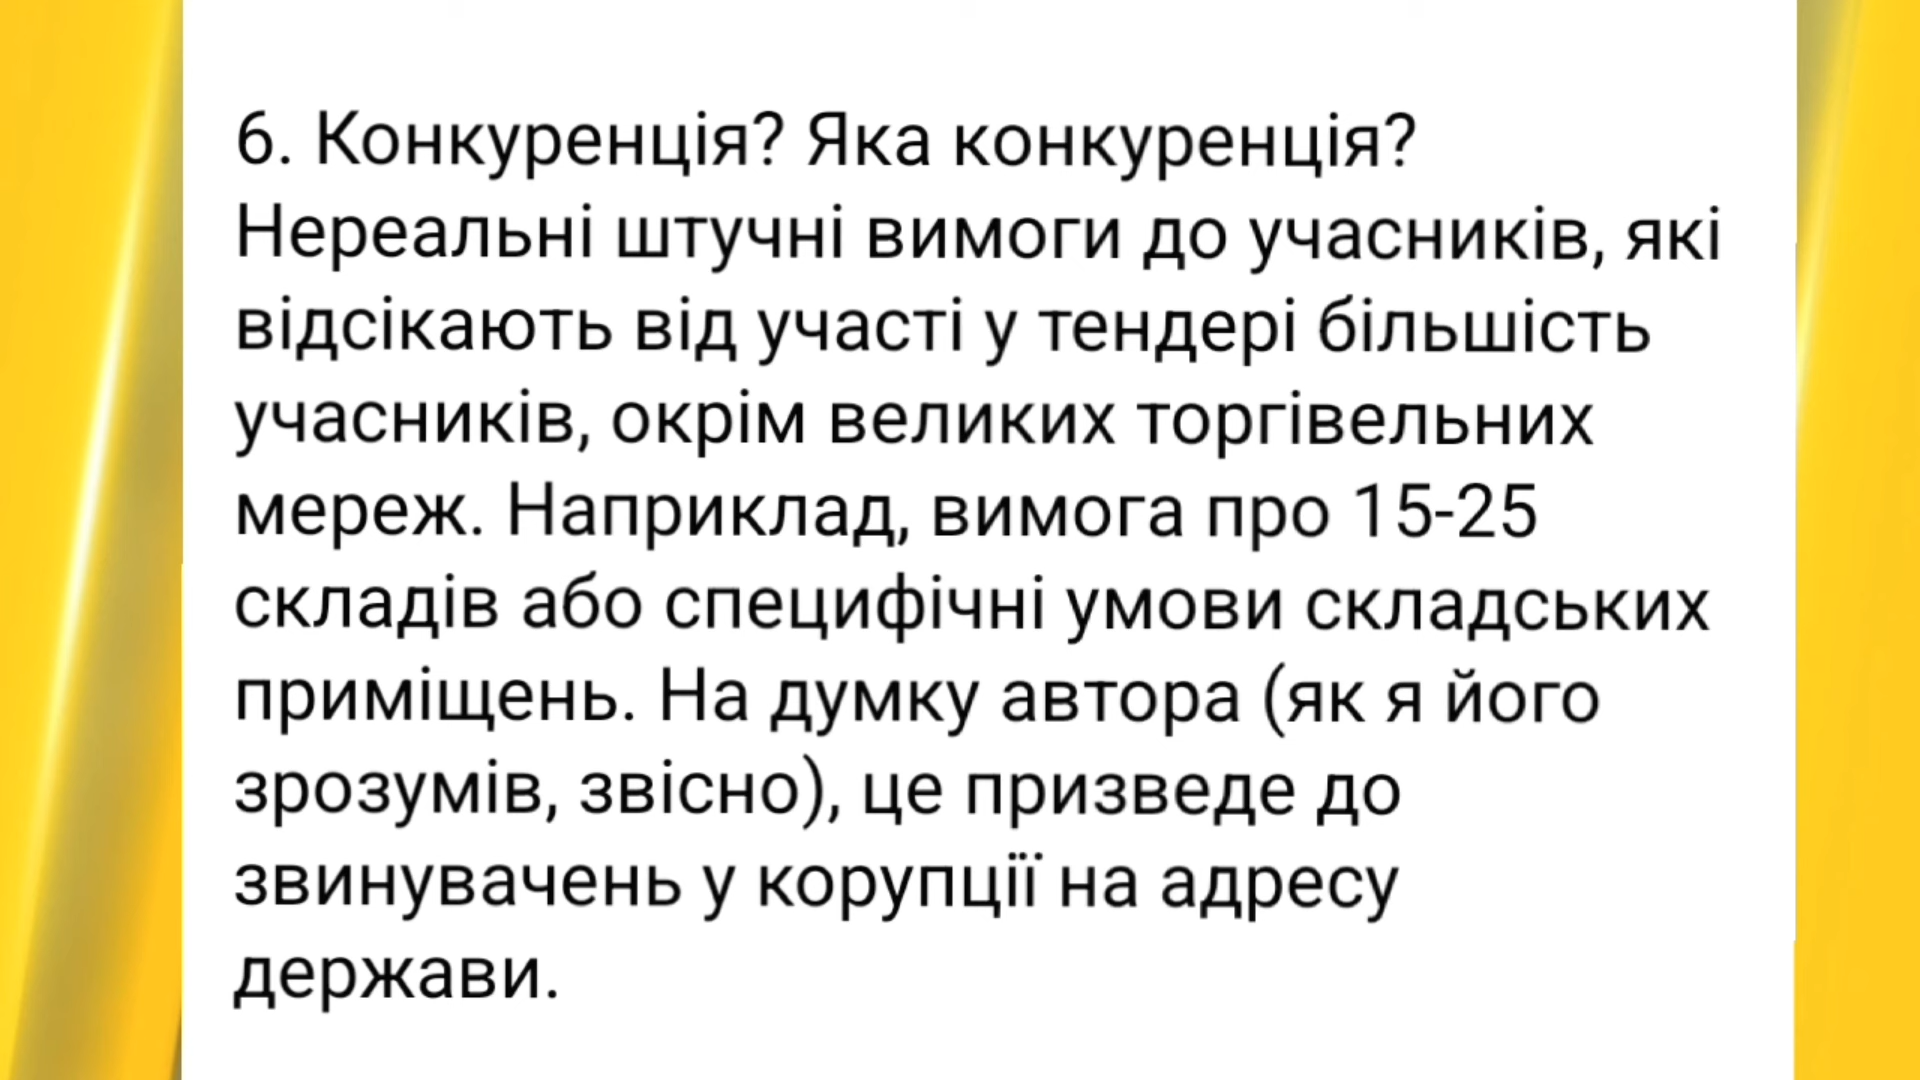 6. Конкуренція? Яка конкуренція?
Нереальні штучні вимоги до учасників, які
відсікають від участі у тендері більшість
учасників, окрім великих торгівельних
мереж. Наприклад, вимога про 15-25
складів або специфічні умови складських
приміщень. На думку автора (як я його
зрозумів, звісно), це призведе до
звинувачень у корупції на адресу
держави.